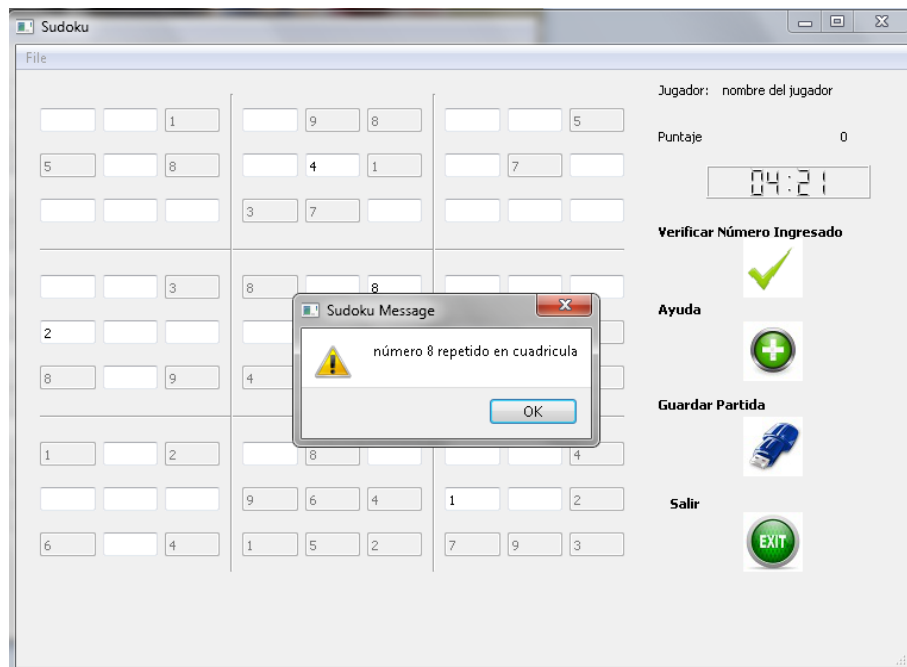 Sudoku
File
Jugador: nombre del jugador
1 9 8 5
Puntaje 0
5 8 4 1 7
04:21
3 7
Verificar Número Ingresado
3 8 8
Ayuda
Sudoku Message
2
número 8 repetido en cuadricula
8 9 4
OK
Guardar Partida
1 2 8 4
9 6 4 1 2
Salir
6 4 1 5 2 7 9 3
EXIT